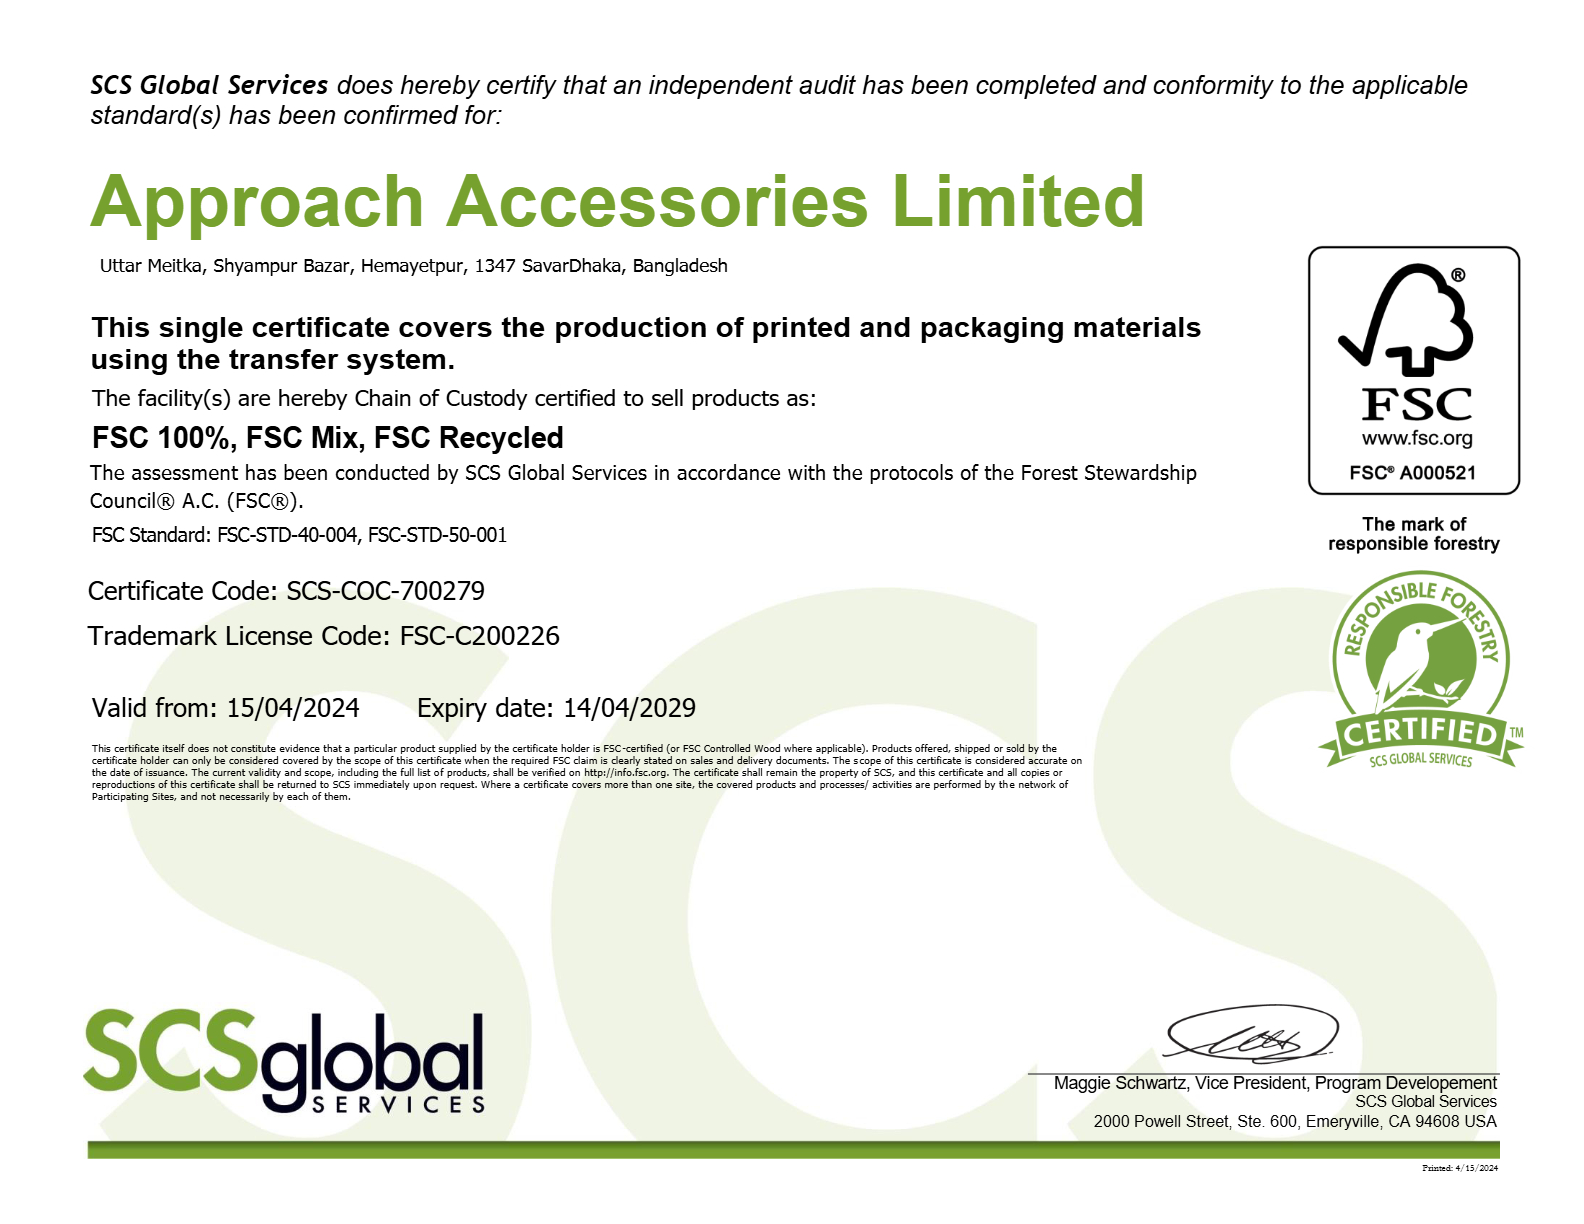 SCS Global Services does hereby certify that an independent audit has been completed and conformity to the applicable
standard(s) has been confirmed for:
Approach Accessories Limited
Uttar Meitka, Shyampur Bazar, Hemayetpur, 1347 SavarDhaka, Bangladesh
This single certificate covers the production of printed and packaging materials
using the transfer system.
The facility(s) are hereby Chain of Custody certified to sell products as:
FSC 100%, FSC Mix, FSC Recycled
The assessment has been conducted by SCS Global Services in accordance with the protocols of the Forest Stewardship
Council® A.C. (FSC®).
FSC Standard: FSC-STD-40-004, FSC-STD-50-001
®
FSC
www.fsc.org
FSC® A000521
The mark of
responsible forestry
Certificate Code: SCS-COC-700279
Trademark License Code: FSC-C200226
Valid from: 15/04/2024 Expiry date: 14/04/2029
RESPONSIBLE FORESTRY
CERTIFIED TM
SCS GLOBAL SERVICES
This certificate itself does not constitute evidence that a particular product supplied by the certificate holder is FSC-certified (or FSC Controlled Wood where applicable). Products offered, shipped or sold by the
certificate holder can only be considered covered by the scope of this certificate when the required FSC claim is clearly stated on sales and delivery documents. The scope of this certificate is considered accurate on
the date of issuance. The current validity and scope, including the full list of products, shall be verified on http://info.fsc.org. The certificate shall remain the property of SCS, and this certificate and all copies or
reproductions of this certificate shall be returned to SCS immediately upon request. Where a certificate covers more than one site, the covered products and processes/ activities are performed by the network of
Participating Sites, and not necessarily by each of them.
SCS
SCSglobal
SERVICES
Maggie Schwartz, Vice President, Program Developement
SCS Global Services
2000 Powell Street, Ste. 600, Emeryville, CA 94608 USA
Printed: 4/15/2024